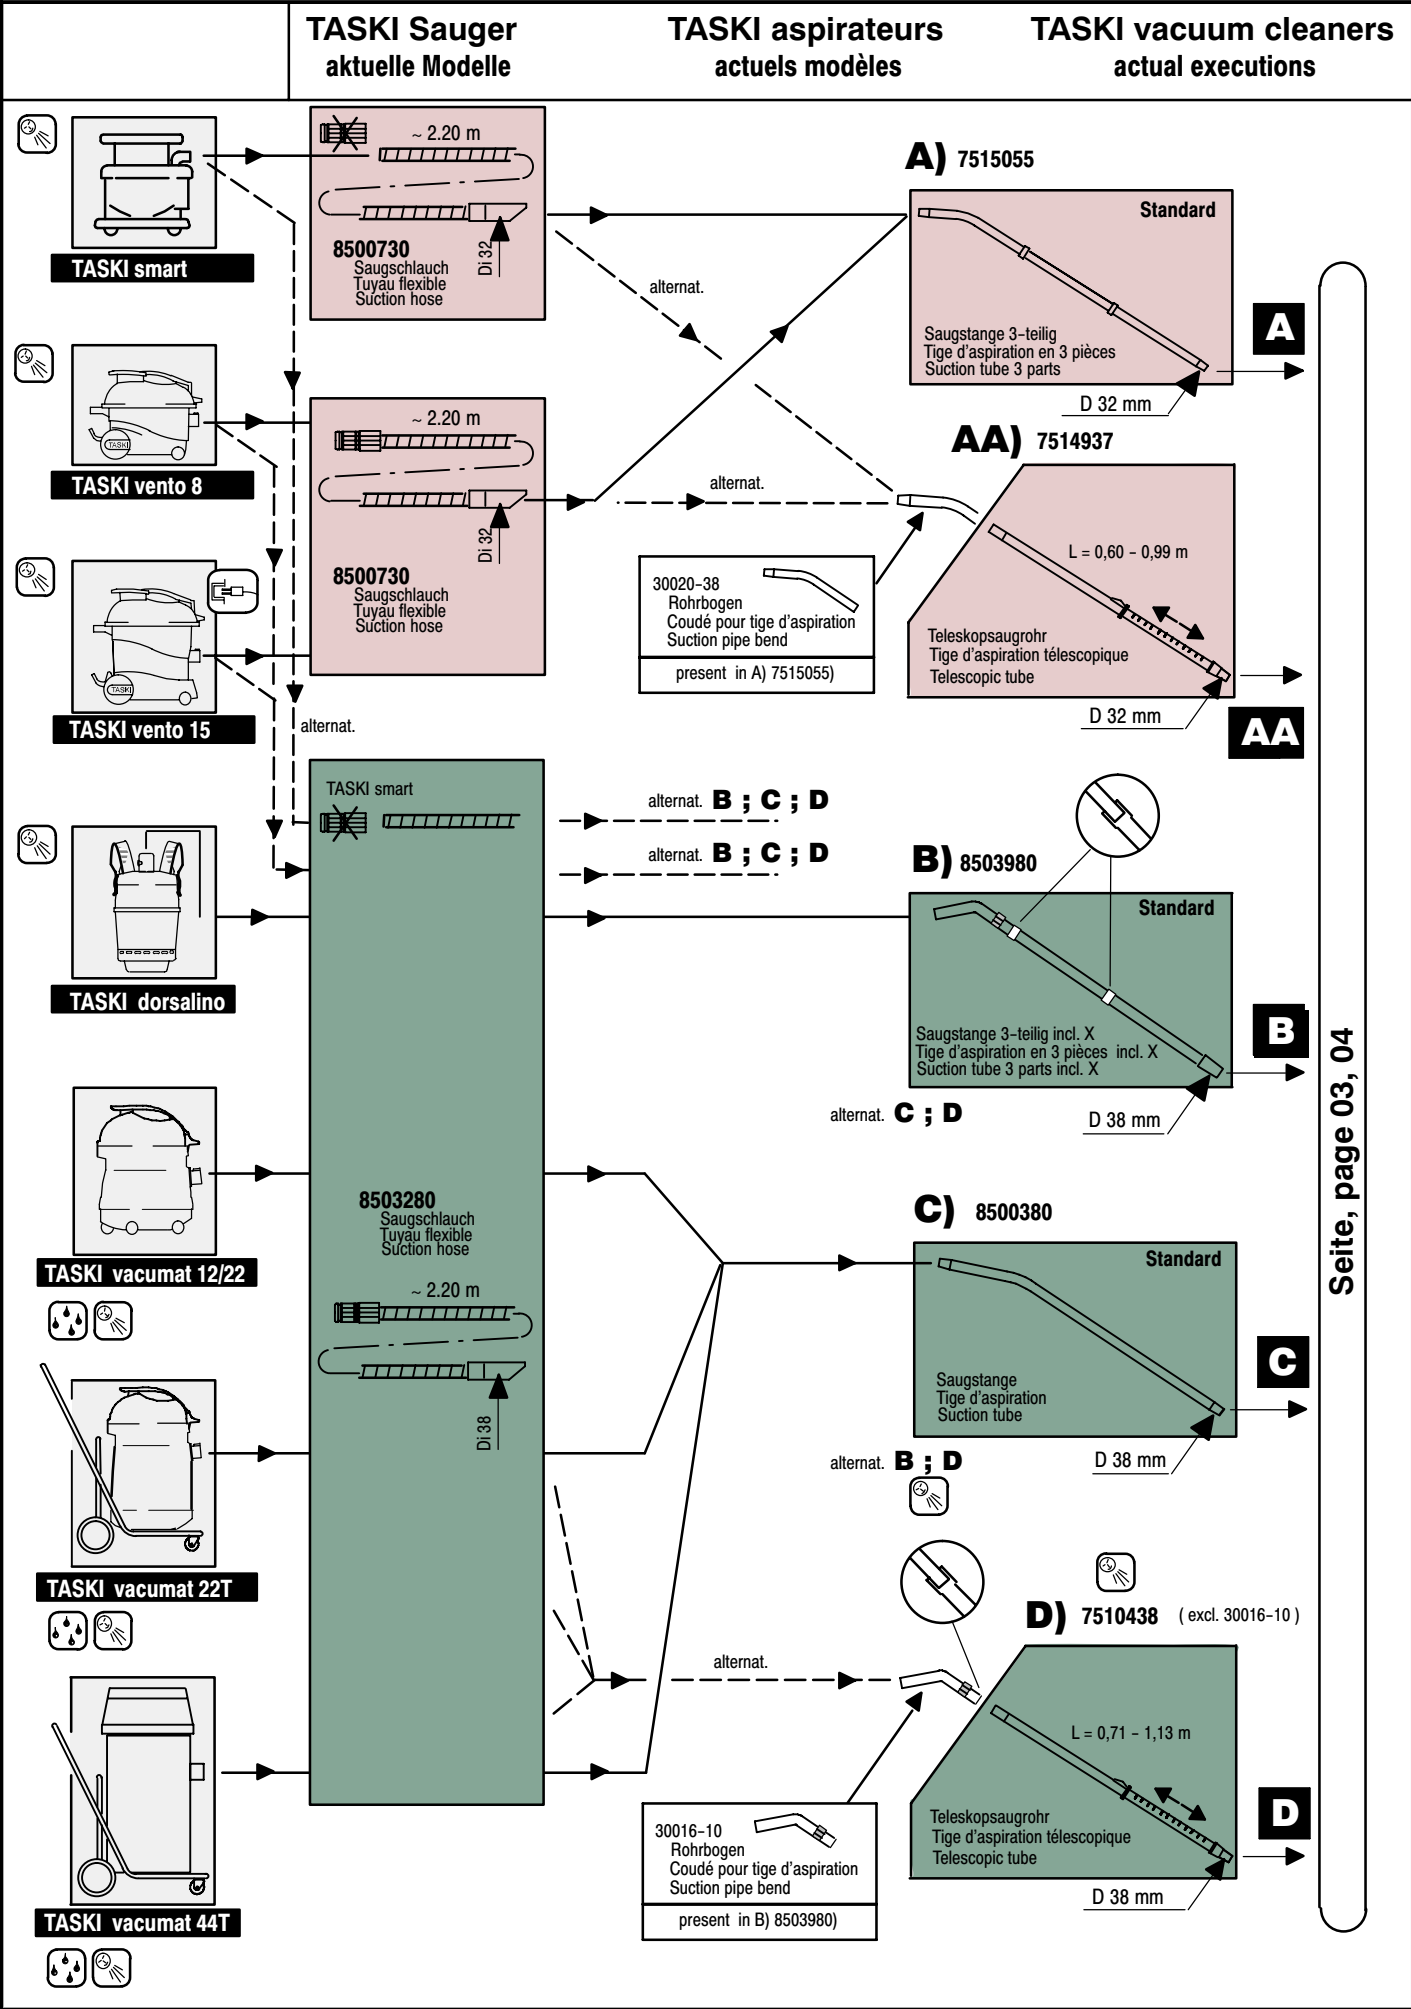 TASKI Sauger
aktuelle Modelle
TASKI aspirateurs
actuels modèles
TASKI vacuum cleaners
actual executions
TASKI smart
~ 2.20 m
8500730
Saugschlauch
Tuyau flexible
Suction hose
Di 32
alternat.
A) 7515055
Standard
Saugstange 3-teilig
Tige d'aspiration en 3 pièces
Suction tube 3 parts
D 32 mm
A
TASKI
TASKI vento 8
~ 2.20 m
8500730
Saugschlauch
Tuyau flexible
Suction hose
Di 32
alternat.
AA) 7514937
L = 0,60 - 0,99 m
Teleskopsaugrohr
Tige d'aspiration télescopique
Telescopic tube
D 32 mm
AA
30020-38
Rohrbogen
Coudé pour tige d'aspiration
Suction pipe bend
present in A) 7515055)
TASKI
TASKI vento 15
alternat.
TASKI smart
alternat. B ; C ; D
alternat. B ; C ; D
TASKI dorsalino
B) 8503980
Standard
Saugstange 3-teilig incl. X
Tige d'aspiration en 3 pièces incl. X
Suction tube 3 parts incl. X
D 38 mm
B
alternat. C ; D
TASKI vacumat 12/22
8503280
Saugschlauch
Tuyau flexible
Suction hose
~ 2.20 m
Di 38
C) 8500380
Standard
Saugstange
Tige d'aspiration
Suction tube
D 38 mm
C
alternat. B ; D
TASKI vacumat 22T
alternat.
D) 7510438 ( excl. 30016-10 )
L = 0,71 - 1,13 m
Teleskopsaugrohr
Tige d'aspiration télescopique
Telescopic tube
D 38 mm
D
30016-10
Rohrbogen
Coudé pour tige d'aspiration
Suction pipe bend
present in B) 8503980)
TASKI vacumat 44T
Seite, page 03, 04